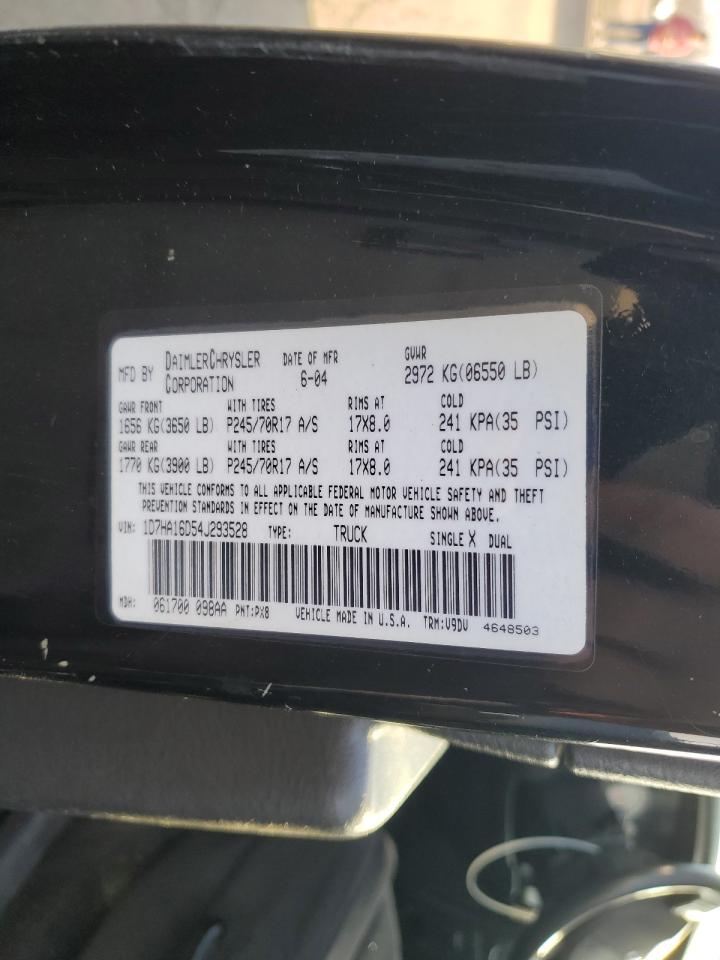 MFD BY DAIMLERCHRYSLER CORPORATION DATE OF MFR 6-04 GVWR 2972 KG(06550 LB)
GAWR FRONT WITH TIRES RIMS AT COLD
1656 KG(3650 LB) P245/70R17 A/S 17X8.0 241 KPA(35 PSI)
GAWR REAR WITH TIRES RIMS AT COLD
1770 KG(3900 LB) P245/70R17 A/S 17X8.0 241 KPA(35 PSI)
THIS VEHICLE CONFORMS TO ALL APPLICABLE FEDERAL MOTOR VEHICLE SAFETY AND THEFT
PREVENTION STANDARDS IN EFFECT ON THE DATE OF MANUFACTURE SHOWN ABOVE.
VIN: 1D7HA16D54J293528 TYPE: TRUCK SINGLE X DUAL
MDH: 061700 098AA PNT:PX8 VEHICLE MADE IN U.S.A. TRM:V9DV 4648503